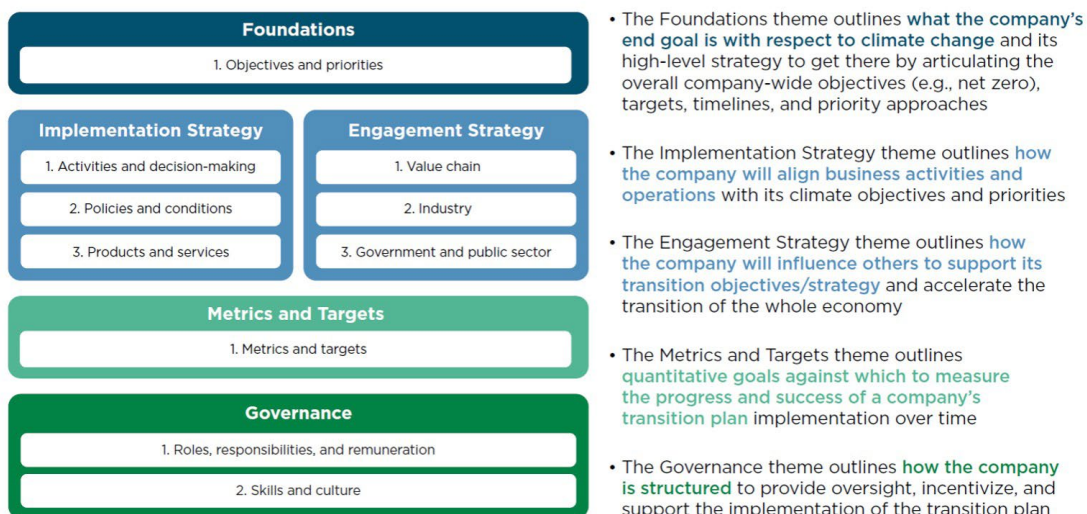 Foundations
1. Objectives and priorities
Implementation Strategy
1. Activities and decision-making
2. Policies and conditions
3. Products and services
Engagement Strategy
1. Value chain
2. Industry
3. Government and public sector
Metrics and Targets
1. Metrics and targets
Governance
1. Roles, responsibilities, and remuneration
2. Skills and culture
• The Foundations theme outlines what the company's
end goal is with respect to climate change and its
high-level strategy to get there by articulating the
overall company-wide objectives (e.g., net zero),
targets, timelines, and priority approaches
• The Implementation Strategy theme outlines how
the company will align business activities and
operations with its climate objectives and priorities
• The Engagement Strategy theme outlines how
the company will influence others to support its
transition objectives/strategy and accelerate the
transition of the whole economy
• The Metrics and Targets theme outlines
quantitative goals against which to measure
the progress and success of a company's
transition plan implementation over time
• The Governance theme outlines how the company
is structured to provide oversight, incentivize, and
support the implementation of the transition plan